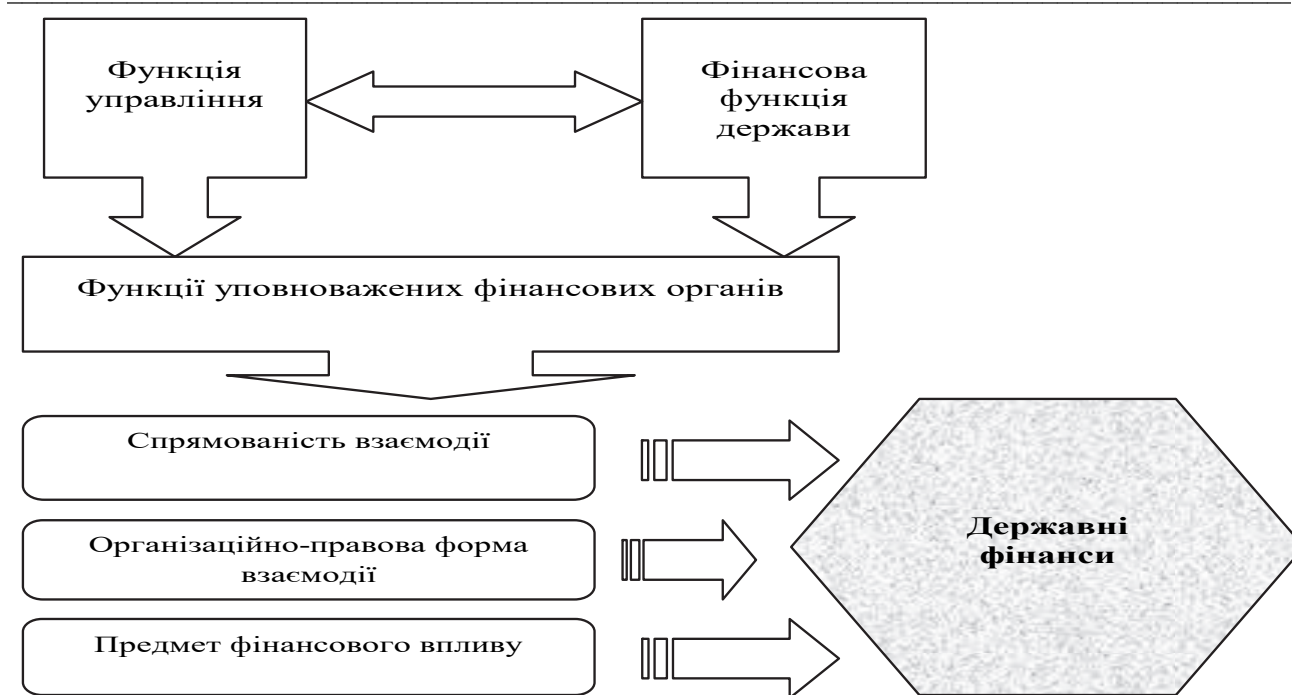 Функція
управління
Фінансова
функція
держави
Функції уповноважених фінансових органів
Спрямованість взаємодії
Організаційно-правова форма
взаємодії
Предмет фінансового впливу
Державні
фінанси